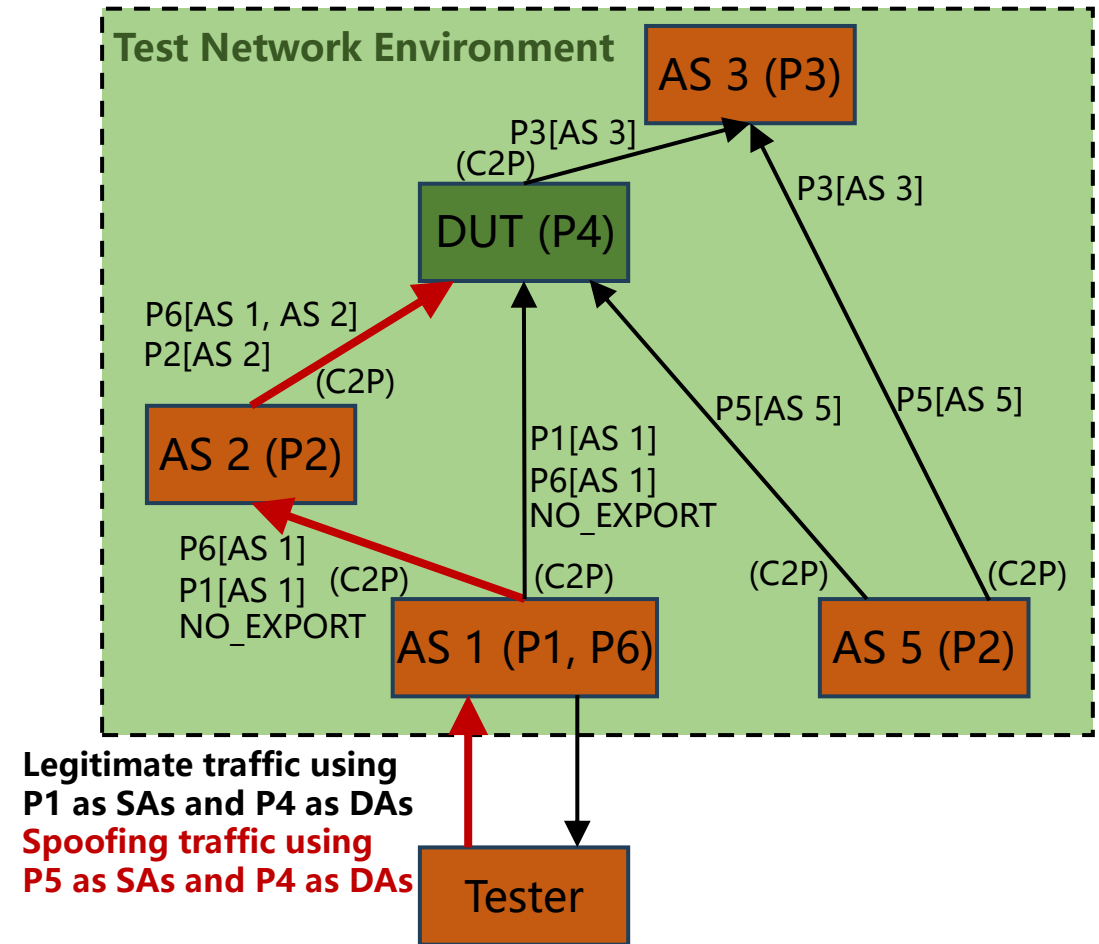 Test Network Environment
AS 3 (P3)
P3[AS 3]
(C2P)
P3[AS 3]
DUT (P4)
P6[AS 1, AS 2]
P2[AS 2]
(C2P)
P5[AS 5]
P5[AS 5]
AS 2 (P2)
P1[AS 1]
P6[AS 1]
NO_EXPORT
P6[AS 1]
P1[AS 1]
NO_EXPORT
(C2P)
(C2P)
(C2P)
(C2P)
AS 1 (P1, P6)
AS 5 (P2)
Legitimate traffic using
P1 as SAs and P4 as DAs
Spoofing traffic using
P5 as SAs and P4 as DAs
Tester